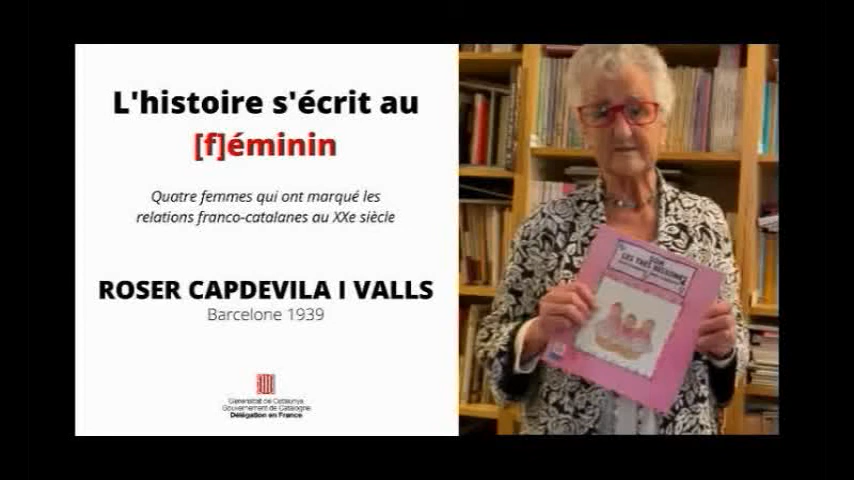 L'histoire s'écrit au
[f]éminin
Quatre femmes qui ont marqué les
relations franco-catalanes au XXe siècle
ROSER CAPDEVILA I VALLS
Barcelone 1939
Generalitat de Catalunya
Gouvernement de Catalogne
Délégation en France
LES TRES BESSONES